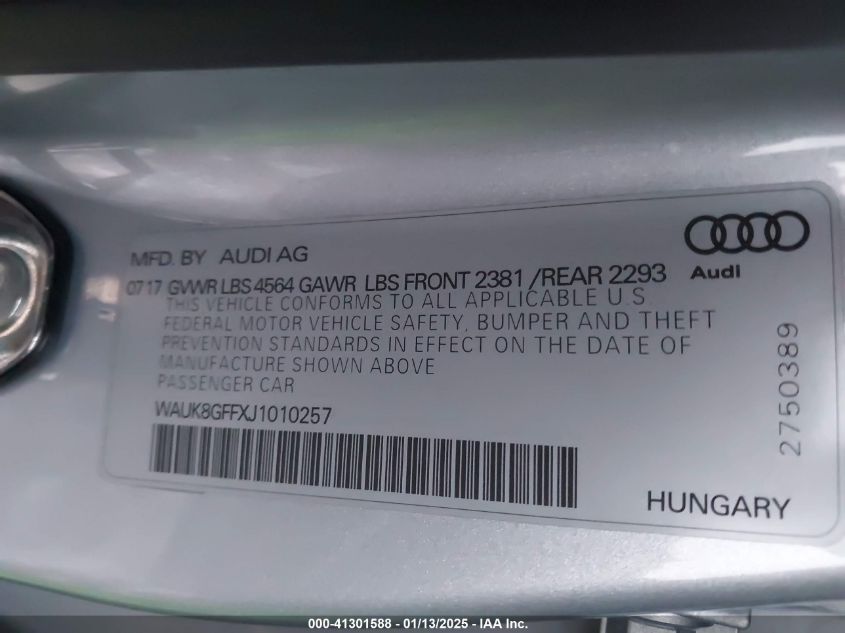 MFD. BY AUDI AG
Audi
07 17 GVWR LBS 4564 GAWR LBS FRONT 2381 /REAR 2293
THIS VEHICLE CONFORMS TO ALL APPLICABLE U.S.
FEDERAL MOTOR VEHICLE SAFETY, BUMPER AND THEFT
PREVENTION STANDARDS IN EFFECT ON THE DATE OF
MANUFACTURE SHOWN ABOVE
PASSENGER CAR
WAUK8GFFXJ1010257
2750389
HUNGARY
000-41301588 - 01/13/2025 - IAA Inc.